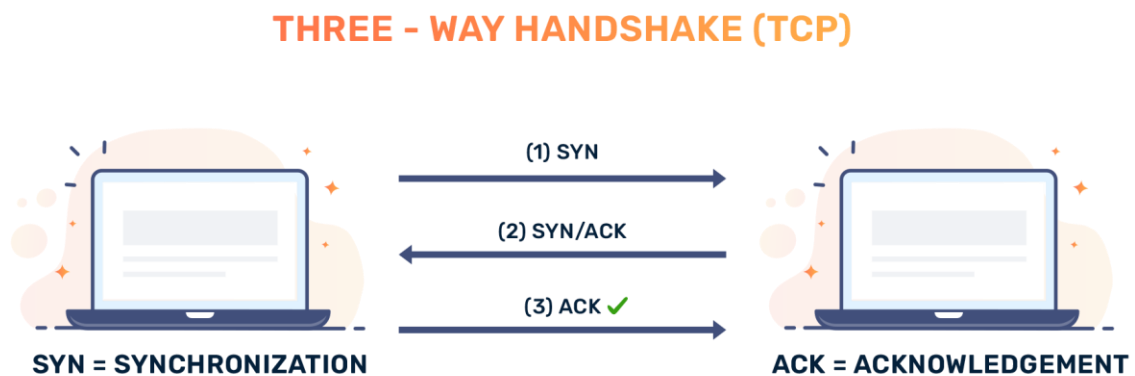 THREE - WAY HANDSHAKE (TCP)
(1) SYN
(2) SYN/ACK
(3) ACK
SYN = SYNCHRONIZATION
ACK = ACKNOWLEDGEMENT